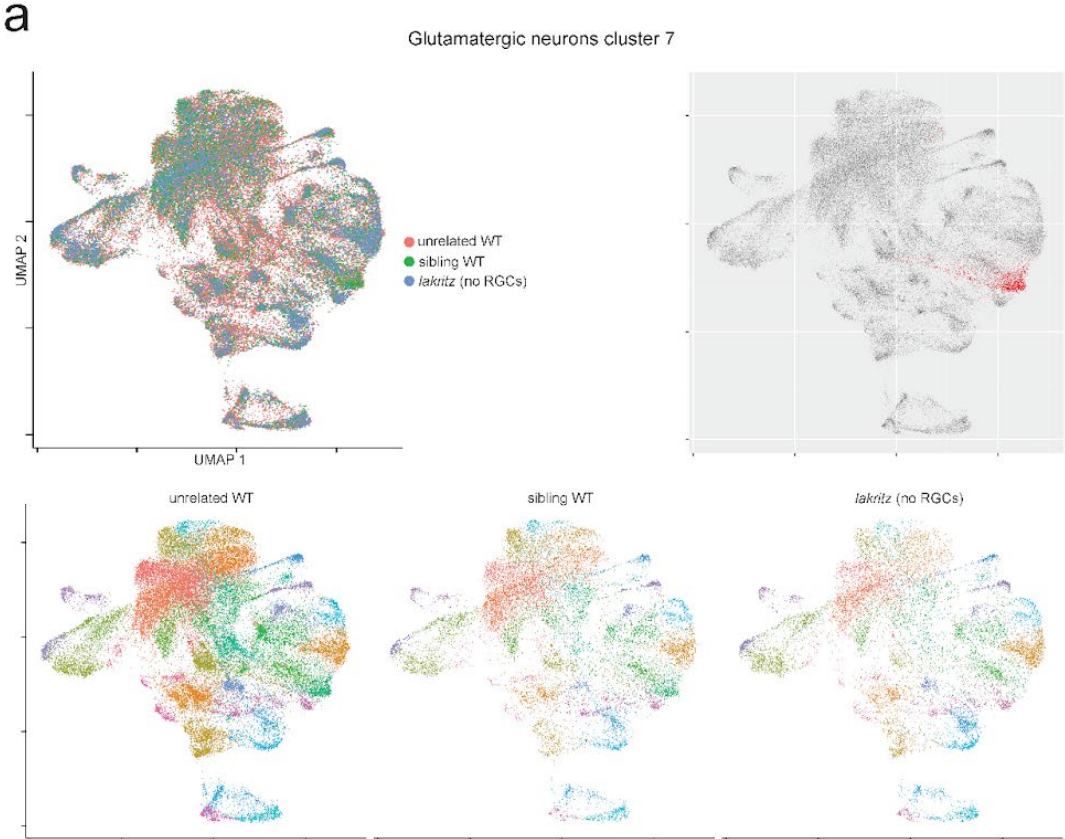 a
Glutamatergic neurons cluster 7
UMAP 2
unrelated WT
sibling WT
lakritz (no RGCs)
UMAP 1
unrelated WT
sibling WT
lakritz (no RGCs)